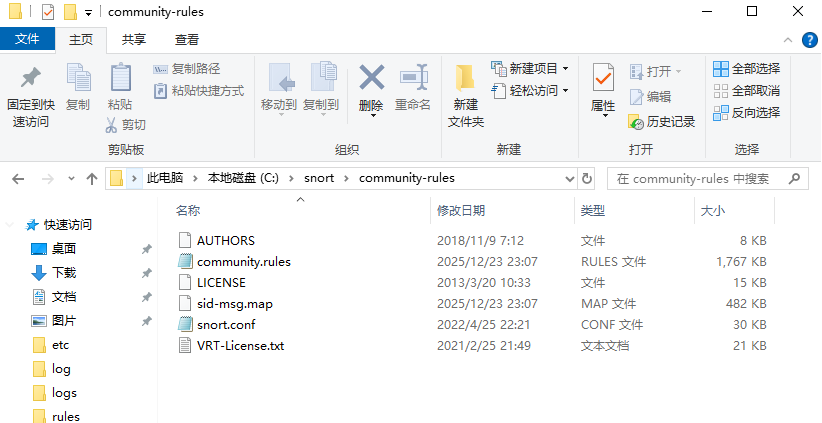 community-rules
文件 主页 共享 查看
固定到快速访问
复制
粘贴
复制路径
粘贴快捷方式
剪切
剪贴板
移动到
复制到
删除
重命名
组织
新建文件夹
新建项目
轻松访问
新建
属性
打开
编辑
历史记录
打开
全部选择
全部取消
反向选择
选择
此电脑 本地磁盘 (C:) snort community-rules
在 community-rules 中搜索
快速访问
桌面
下载
文档
图片
etc
log
logs
rules
名称 修改日期 类型 大小
AUTHORS 2018/11/9 7:12 文件 8 KB
community.rules 2025/12/23 23:07 RULES 文件 1,767 KB
LICENSE 2013/3/20 10:33 文件 15 KB
sid-msg.map 2025/12/23 23:07 MAP 文件 482 KB
snort.conf 2022/4/25 22:21 CONF 文件 30 KB
VRT-License.txt 2021/2/25 21:49 文本文档 21 KB